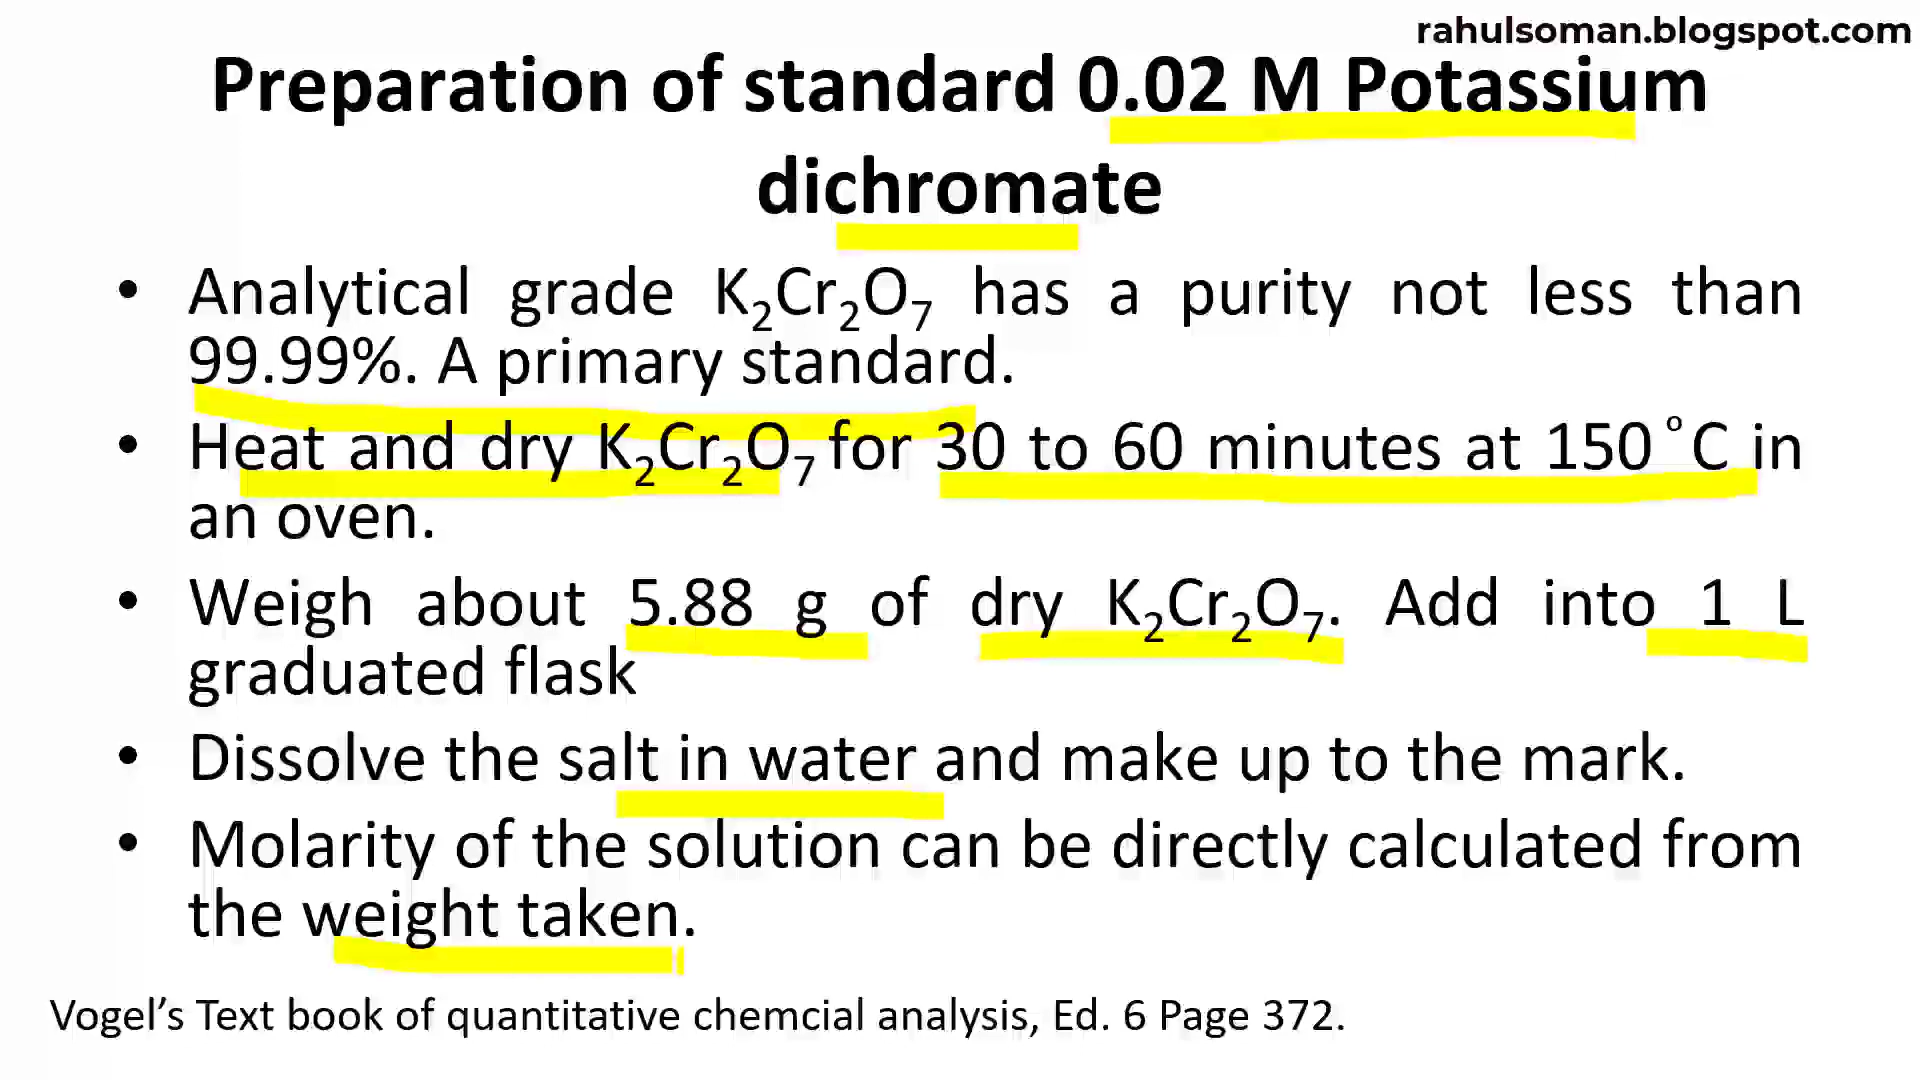 rahulsoman.blogspot.com
Preparation of standard 0.02 M Potassium
dichromate
• Analytical grade K₂Cr₂O₇ has a purity not less than
99.99%. A primary standard.
• Heat and dry K₂Cr₂O₇ for 30 to 60 minutes at 150˚C in
an oven.
• Weigh about 5.88 g of dry K₂Cr₂O₇. Add into 1 L
graduated flask
• Dissolve the salt in water and make up to the mark.
• Molarity of the solution can be directly calculated from
the weight taken.
Vogel’s Text book of quantitative chemcial analysis, Ed. 6 Page 372.